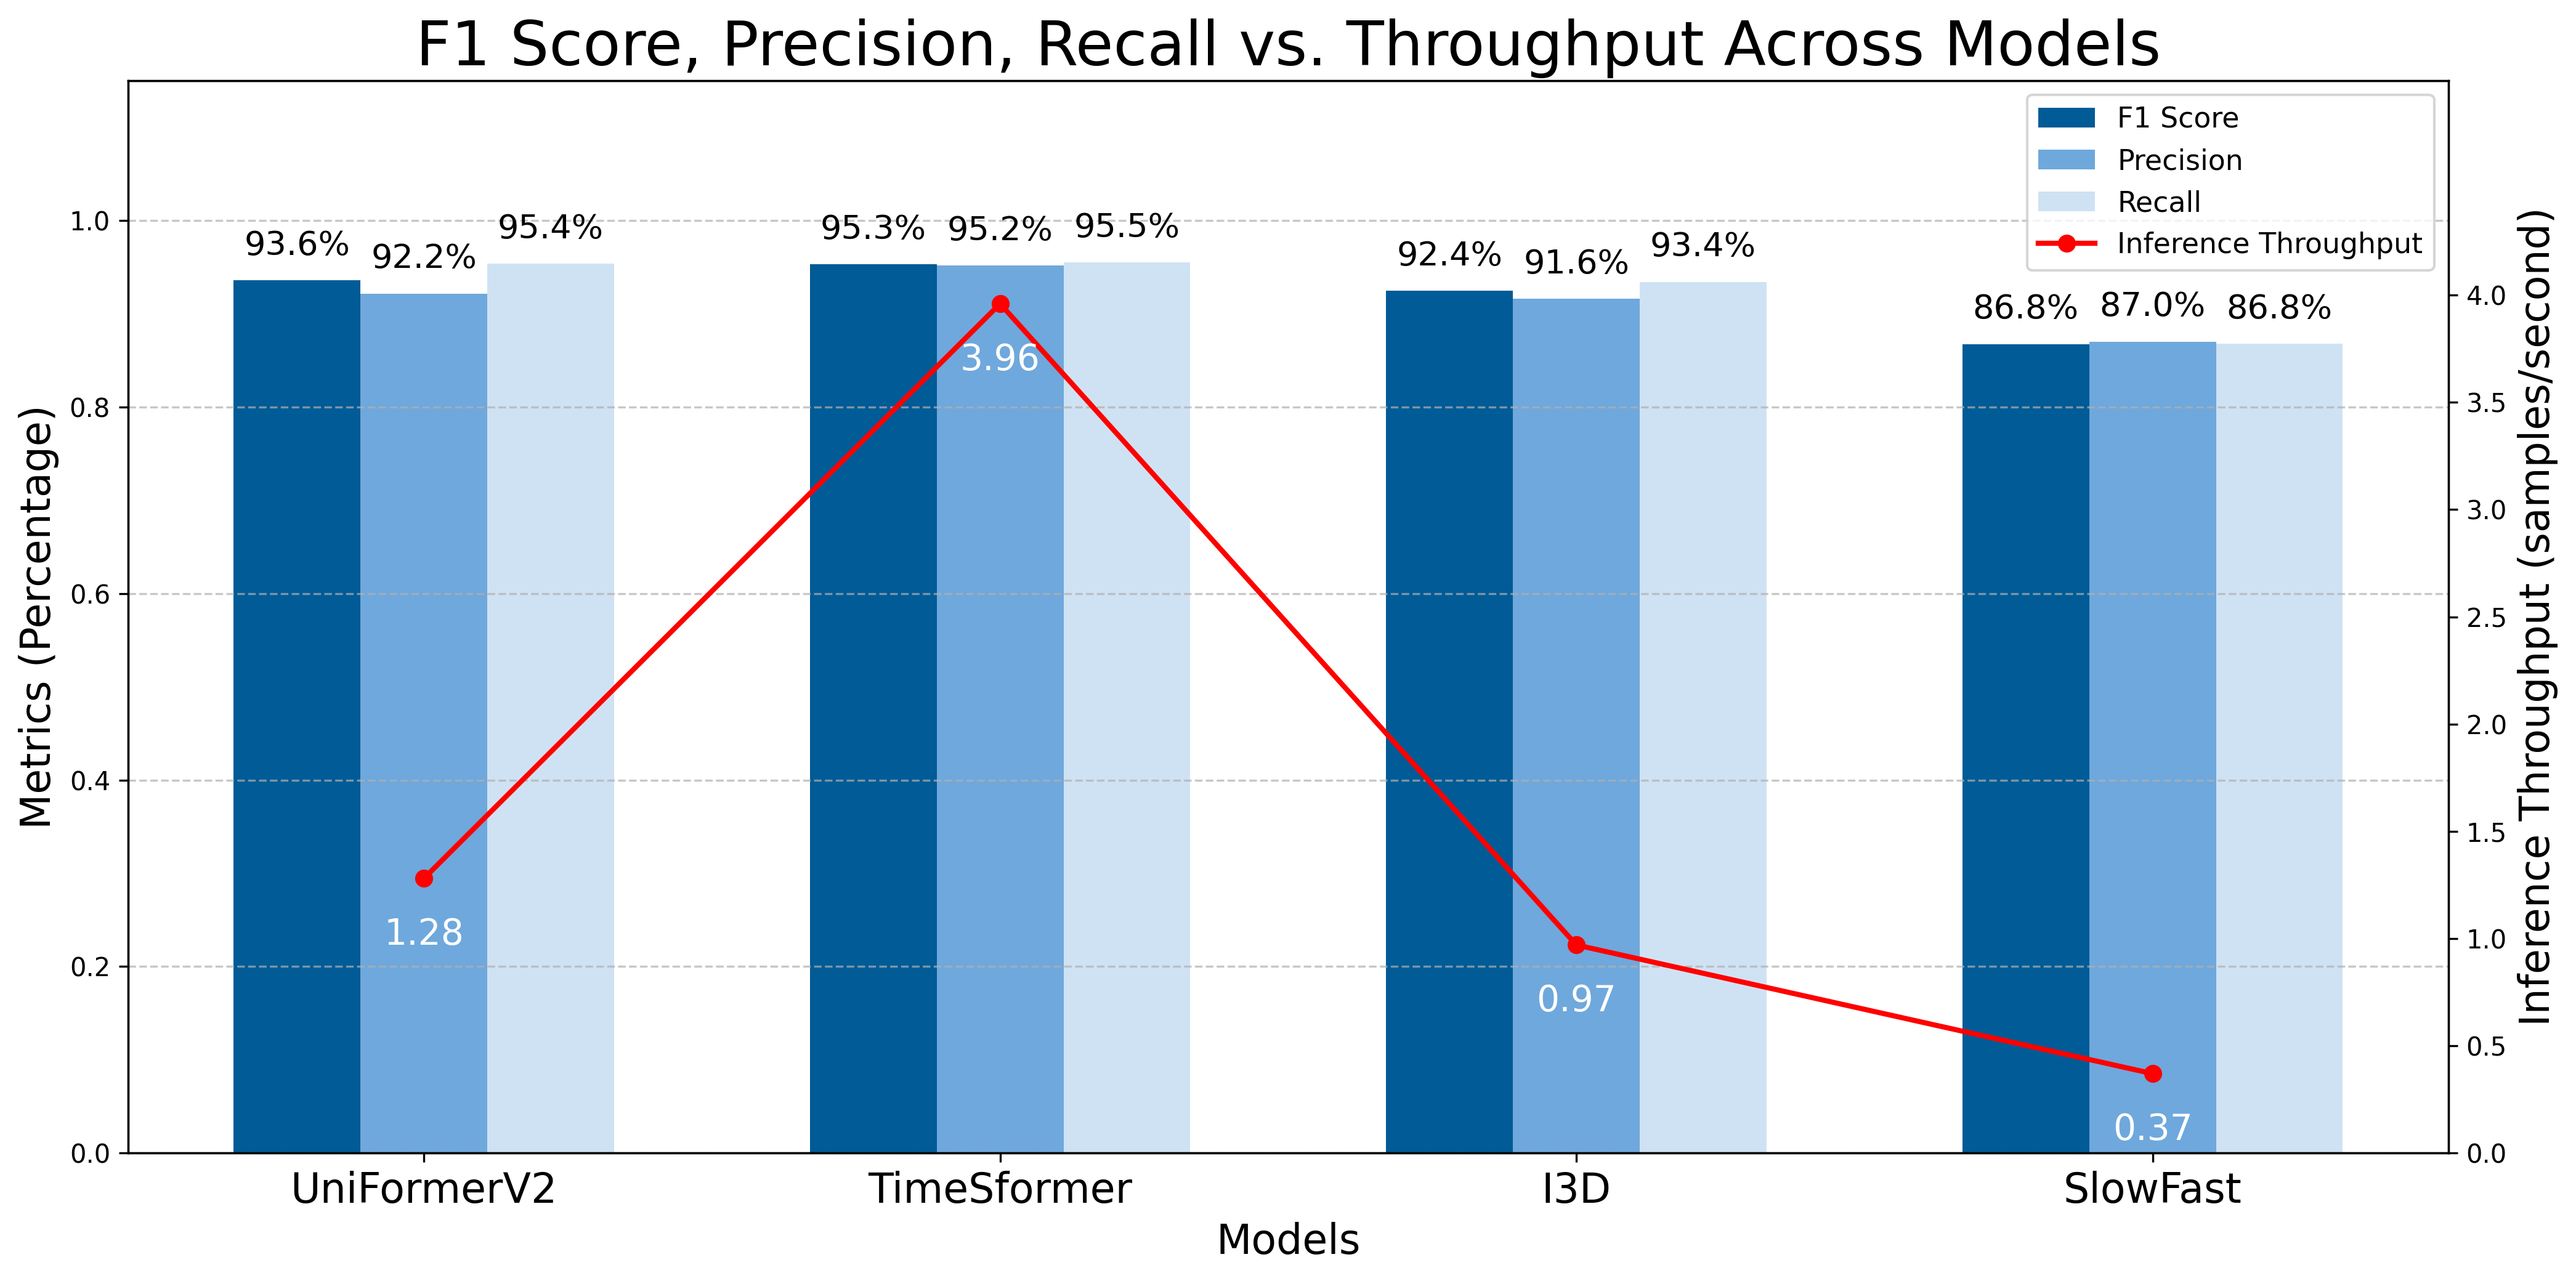 F1 Score, Precision, Recall vs. Throughput Across Models
F1 Score
Precision
Recall
Inference Throughput
Metrics (Percentage)
1.0
0.8
0.6
0.4
0.2
0.0
93.6%
92.2%
95.4%
95.3%
95.2%
95.5%
92.4%
91.6%
93.4%
86.8%
87.0%
86.8%
1.28
3.96
0.97
0.37
4.0
3.5
3.0
2.5
2.0
1.5
1.0
0.5
0.0
Inference Throughput (samples/second)
UniFormerV2
TimeSformer
I3D
SlowFast
Models